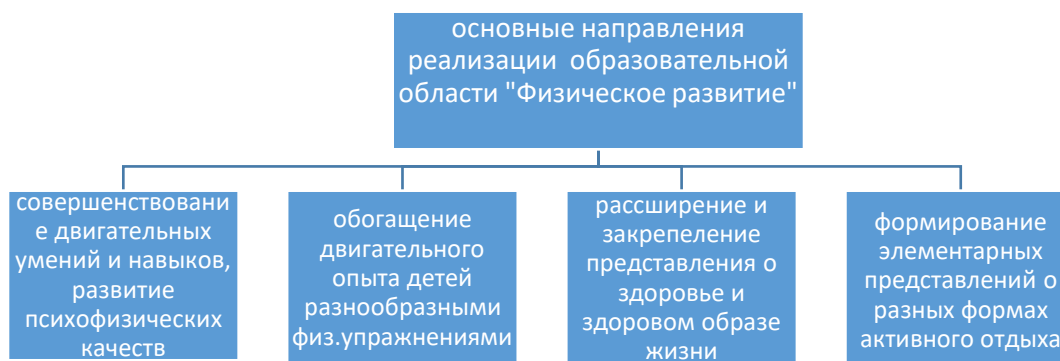 основные направления
реализации образовательной
области "Физическое развитие"
совершенствовани
е двигательных
умений и навыков,
развитие
психофизических
качеств
обогащение
двигательного
опыта детей
разнообразными
физ.упражнениями
рассширение и
закрепеление
представления о
здоровье и
здоровом образе
жизни
формирование
элементарных
представлений о
разных формах
активного отдыха